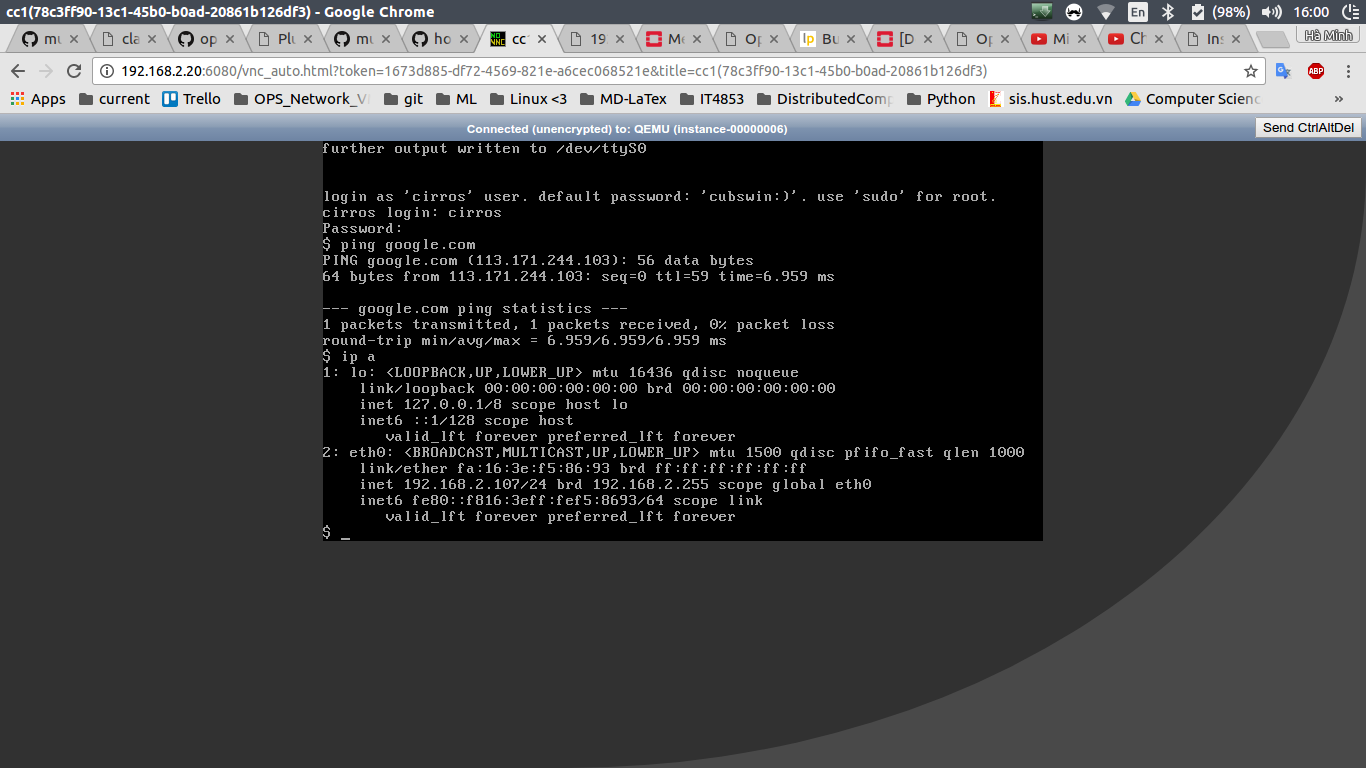 cc1(78c3ff90-13c1-45b0-b0ad-20861b126df3) - Google Chrome
En (98%) 16:00
mu cla op Plu mu ho cc 19 Me Op Bu [D Op Mi Ch Ins Hà Minh
192.168.2.20:6080/vnc_auto.html?token=1673d885-df72-4569-821e-a6cec068521e&title=cc1(78c3ff90-13c1-45b0-b0ad-20861b126df3)
Apps current Trello OPS_Network_V git ML Linux <3 MD-LaTex IT4853 DistributedComp Python sis.hust.edu.vn Computer Scienc »
Connected (unencrypted) to: QEMU (instance-00000006)
Send CtrlAltDel
further output written to /dev/ttyS0
login as 'cirros' user. default password: 'cubswin:)'. use 'sudo' for root.
cirros login: cirros
Password:
$ ping google.com
PING google.com (113.171.244.103): 56 data bytes
64 bytes from 113.171.244.103: seq=0 ttl=59 time=6.959 ms
--- google.com ping statistics ---
1 packets transmitted, 1 packets received, 0% packet loss
round-trip min/avg/max = 6.959/6.959/6.959 ms
$ ip a
1: lo: <LOOPBACK,UP,LOWER_UP> mtu 16436 qdisc noqueue
link/loopback 00:00:00:00:00:00 brd 00:00:00:00:00:00
inet 127.0.0.1/8 scope host lo
inet6 ::1/128 scope host
valid_lft forever preferred_lft forever
2: eth0: <BROADCAST,MULTICAST,UP,LOWER_UP> mtu 1500 qdisc pfifo_fast qlen 1000
link/ether fa:16:3e:f5:86:93 brd ff:ff:ff:ff:ff:ff
inet 192.168.2.107/24 brd 192.168.2.255 scope global eth0
inet6 fe80::f816:3eff:fef5:8693/64 scope link
valid_lft forever preferred_lft forever
$ _